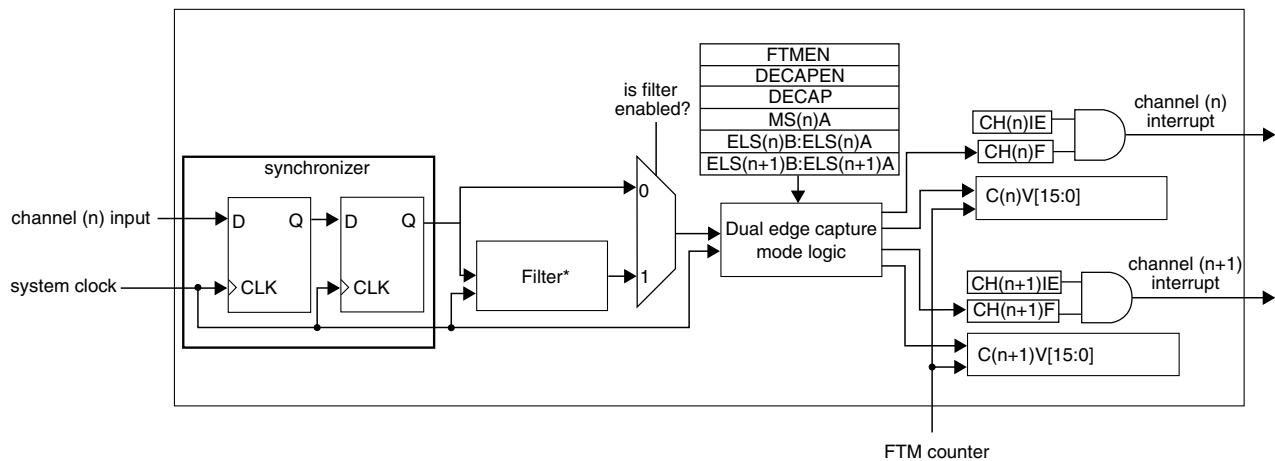 FTMEN
DECAPEN
DECAP
MS(n)A
ELS(n)B:ELS(n)A
ELS(n+1)B:ELS(n+1)A
is filter
enabled?
synchronizer
channel (n) input
system clock
D Q
CLK
D Q
CLK
Filter*
0
1
Dual edge capture
mode logic
CH(n)IE
CH(n)F
channel (n)
interrupt
C(n)V[15:0]
CH(n+1)IE
CH(n+1)F
channel (n+1)
interrupt
C(n+1)V[15:0]
FTM counter